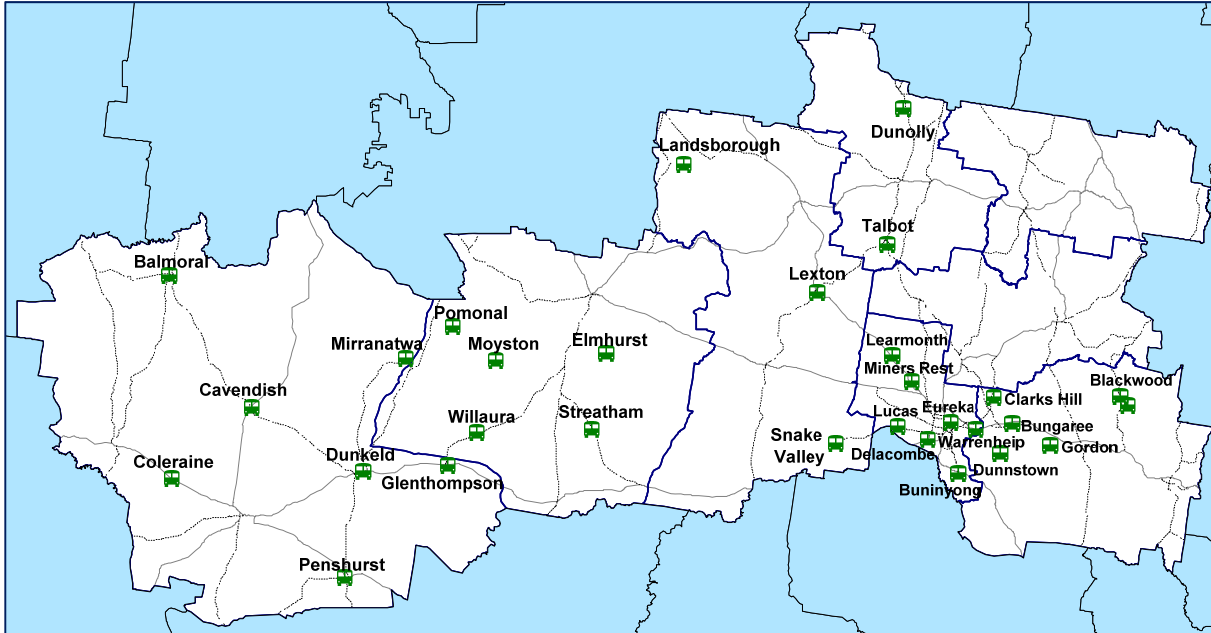 Dunolly
Landsborough
Talbot
Balmoral
Lexton
Pomonal
Mirranatwa
Moyston
Elmhurst
Learmonth
Miners Rest
Blackwood
Cavendish
Clarks Hill
Willaura
Streatham
Lucas
Eureka
Bungaree
Snake
Valley
Delacombe
Warrenheip
Gordon
Coleraine
Dunkeld
Glenthompson
Dunnstown
Buninyong
Penshurst